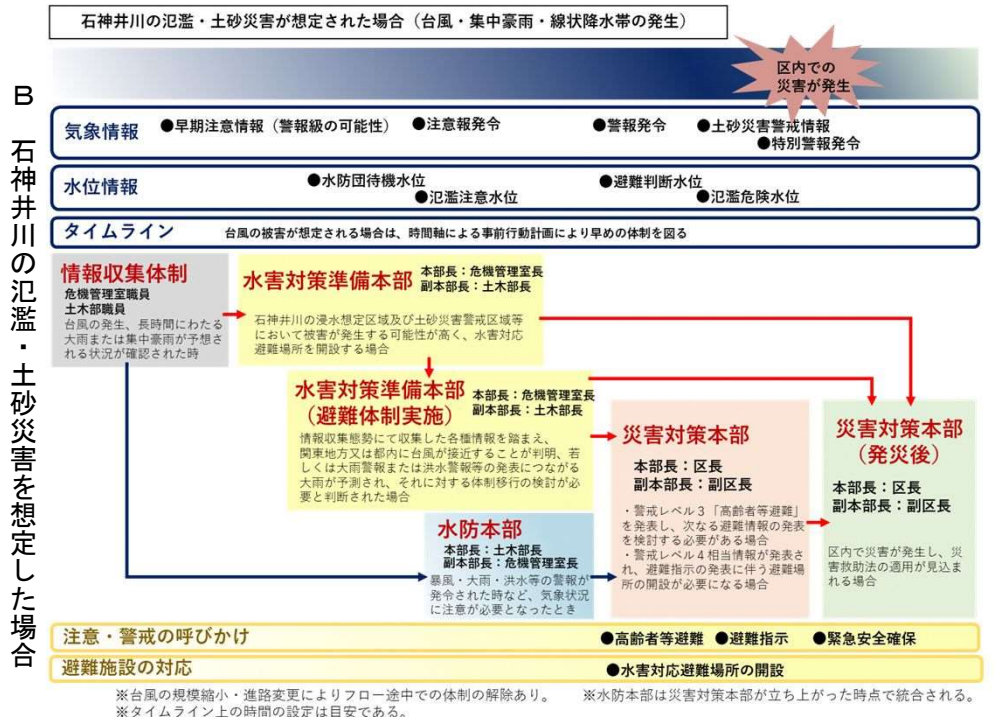 石神井川の氾濫・土砂災害が想定された場合（台風・集中豪雨・線状降水帯の発生）
区内での
災害が発生
B 石神井川の氾濫・土砂災害を想定した場合
気象情報
●早期注意情報（警報級の可能性）
●注意報発令
●警報発令
●土砂災害警戒情報
●特別警報発令
水位情報
●水防団待機水位
●氾濫注意水位
●避難判断水位
●氾濫危険水位
タイムライン
台風の被害が想定される場合は、時間軸による事前行動計画により早めの体制を図る
情報収集体制
危機管理室職員
土木部職員
台風の発生、長時間にわたる
大雨または集中豪雨が予想さ
れる状況が確認された時
水害対策準備本部
本部長：危機管理室長
副本部長：土木部長
石神井川の浸水想定区域及び土砂災害警戒区域等
において被害が発生する可能性が高く、水害対応
避難場所を開設する場合
水害対策準備本部
（避難体制実施）
本部長：危機管理室長
副本部長：土木部長
情報収集態勢にて収集した各種情報を踏まえ、
関東地方又は都内に台風が接近することが判明、若
しくは大雨警報または洪水警報等の発表につながる
大雨が予測され、それに対する体制移行の検討が必
要と判断された場合
水防本部
本部長：土木部長
副本部長：危機管理室長
暴風・大雨・洪水等の警報が
発令された時など、気象状況
に注意が必要となったとき
災害対策本部
本部長：区長
副本部長：副区長
・警戒レベル３「高齢者等避難」
を発表し、次なる避難情報の発表
を検討する必要がある場合
・警戒レベル４相当情報が発表さ
れ、避難指示の発表に伴う避難場
所の開設が必要になる場合
災害対策本部
（発災後）
本部長：区長
副本部長：副区長
区内で災害が発生し、災
害救助法の適用が見込ま
れる場合
注意・警戒の呼びかけ
●高齢者等避難
●避難指示
●緊急安全確保
避難施設の対応
●水害対応避難場所の開設
※台風の規模縮小・進路変更によりフロー途中での体制の解除あり。
※水防本部は災害対策本部が立ち上がった時点で統合される。
※タイムライン上の時間の設定は目安である。